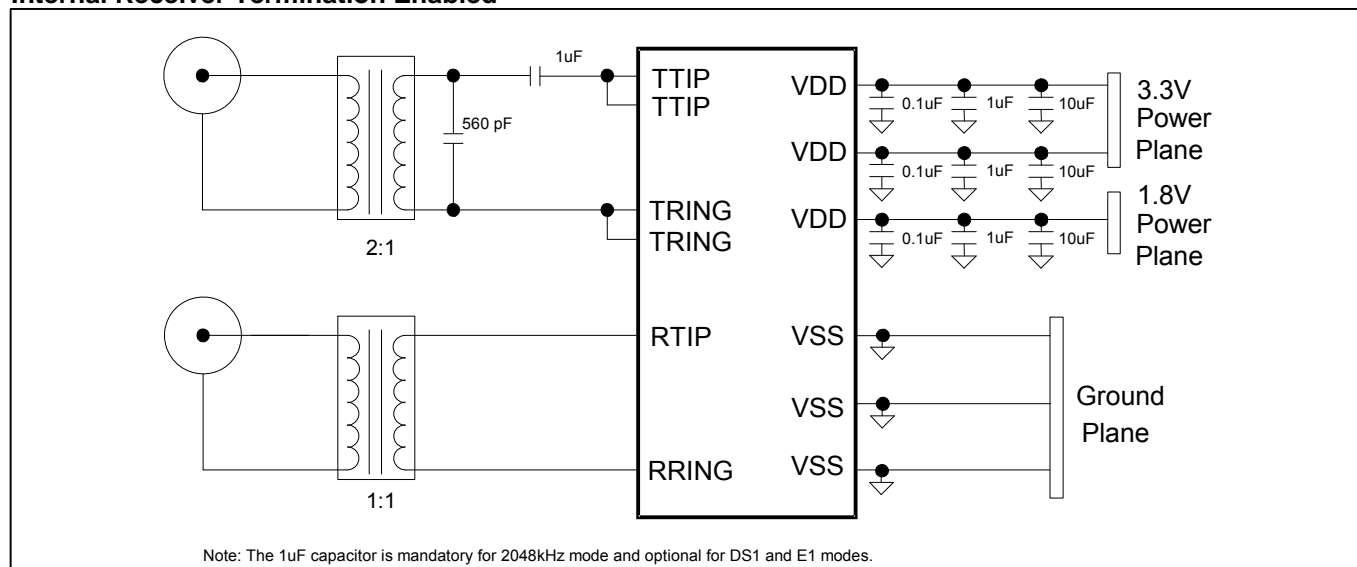 Internal Receiver Termination Enabled
1uF
560 pF
2:1
TTIP
TTIP
TRING
TRING
VDD
0.1uF
1uF
10uF
VDD
0.1uF
1uF
10uF
3.3V
Power
Plane
VDD
0.1uF
1uF
10uF
1.8V
Power
Plane
1:1
RTIP
RRING
VSS
VSS
VSS
Ground
Plane
Note: The 1uF capacitor is mandatory for 2048kHz mode and optional for DS1 and E1 modes.